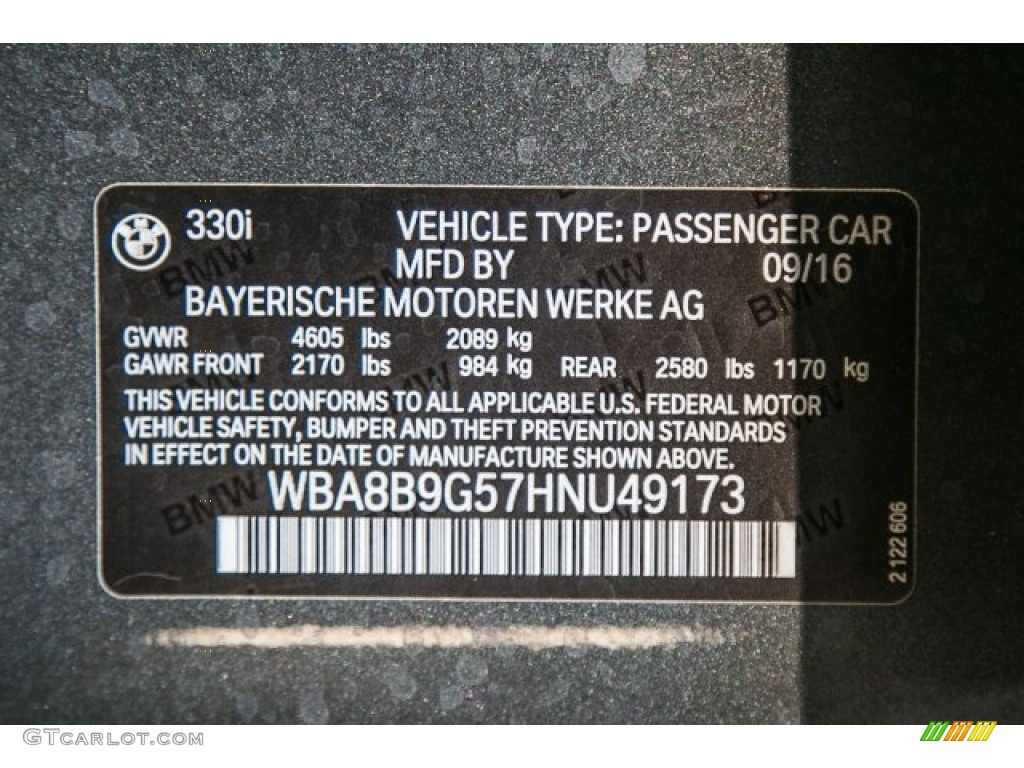 330i VEHICLE TYPE: PASSENGER CAR
MFD BY 09/16
BAYERISCHE MOTOREN WERKE AG
GVWR 4605 lbs 2089 kg
GAWR FRONT 2170 lbs 984 kg REAR 2580 lbs 1170 kg
THIS VEHICLE CONFORMS TO ALL APPLICABLE U.S. FEDERAL MOTOR
VEHICLE SAFETY, BUMPER AND THEFT PREVENTION STANDARDS
IN EFFECT ON THE DATE OF MANUFACTURE SHOWN ABOVE.
WBA8B9G57HNU49173
2 122 606
GTcarlot.com